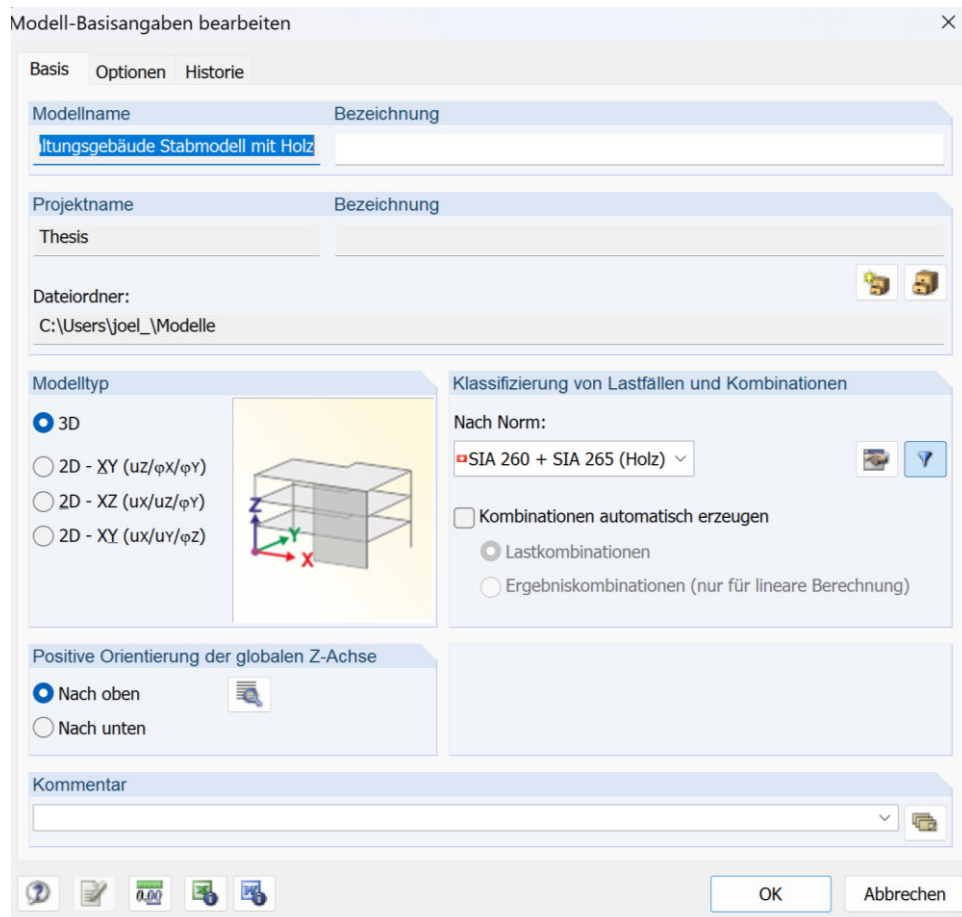 Modell-Basisangaben bearbeiten
Basis Optionen Historie
Modellname Bezeichnung
ltungsgebäude Stabmodell mit Holz
Projektname Bezeichnung
Thesis
Dateiordner:
C:\Users\joel_\Modelle
Modelltyp
3D
2D - XY (uZ/φX/φY)
2D - XZ (uX/uZ/φY)
2D - XY (uX/uY/φZ)
Z
Y
X
Klassifizierung von Lastfällen und Kombinationen
Nach Norm:
SIA 260 + SIA 265 (Holz)
Kombinationen automatisch erzeugen
Lastkombinationen
Ergebniskombinationen (nur für lineare Berechnung)
Positive Orientierung der globalen Z-Achse
Nach oben
Nach unten
Kommentar
0.00
OK Abbrechen